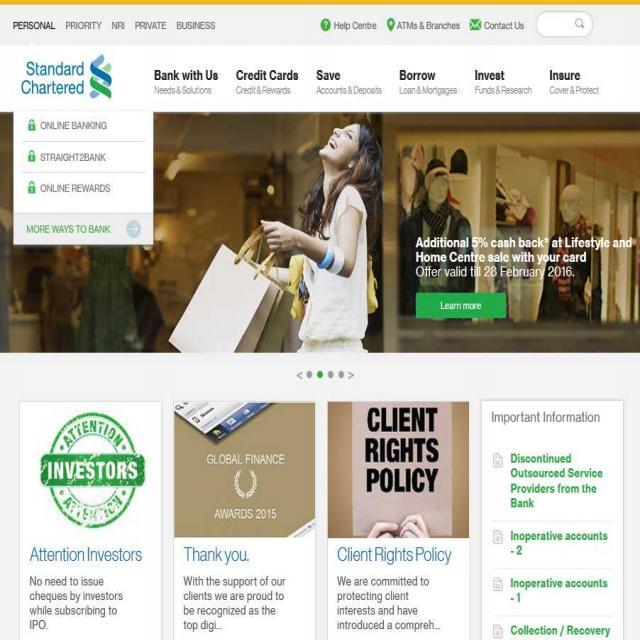 PERSONAL PRIORITY NRI PRIVATE BUSINESS
Help Centre ATMs & Branches Contact Us
Standard
Chartered
Bank with Us Credit Cards Save Borrow Invest Insure
Needs & Solutions Credit & Rewards Accounts & Deposits Loan & Mortgages Funds & Research Cover & Protect
ONLINE BANKING
STRAIGHT2BANK
ONLINE REWARDS
MORE WAYS TO BANK
Additional 5% cash back* at Lifestyle and
Home Centre sale with your card
Offer valid till 28 February 2016.
Learn more
ATTENTION
INVESTORS
ATTENTION
Attention Investors
No need to issue
cheques by investors
while subscribing to
IPO.
GLOBAL FINANCE
AWARDS 2015
Thank you.
With the support of our
clients we are proud to
be recognized as the
top digi...
CLIENT
RIGHTS
POLICY
Client Rights Policy
We are committed to
protecting client
interests and have
introduced a compreh...
Important Information
Discontinued
Outsourced Service
Providers from the
Bank
Inoperative accounts
- 2
Inoperative accounts
- 1
Collection / Recovery